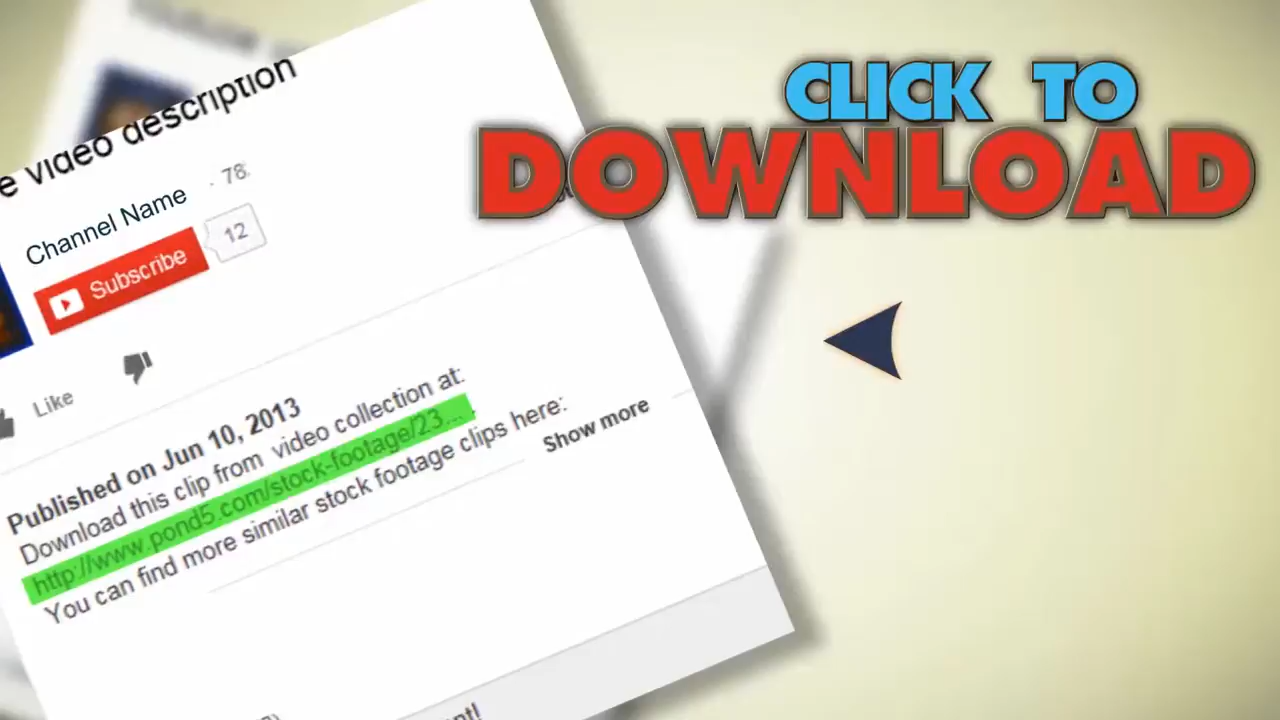 CLICK TO
DOWNLOAD
e video description
Channel Name
78
Subscribe
12
Like
Published on Jun 10, 2013
Download this clip from video collection at:
http://www.pond5.com/stock-footage/23...
You can find more similar stock footage clips here:
Show more